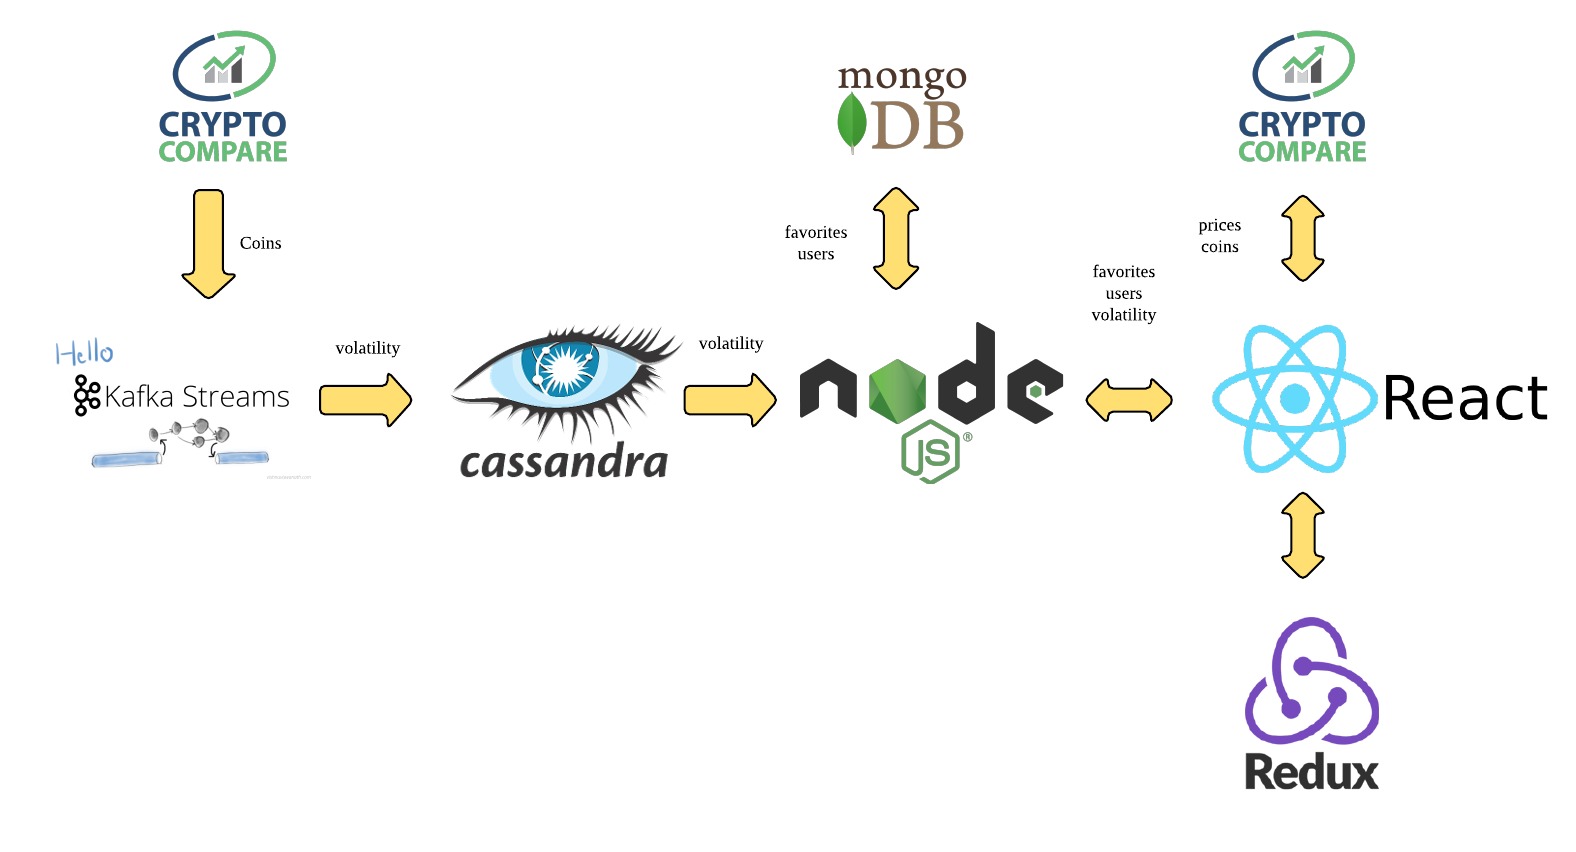 CRYPTO
COMPARE
mongo
DB
CRYPTO
COMPARE
Coins
favorites
users
prices
coins
favorites
users
volatility
Hello
Kafka Streams
volatility
cassandra
volatility
node
JS®
React
Redux